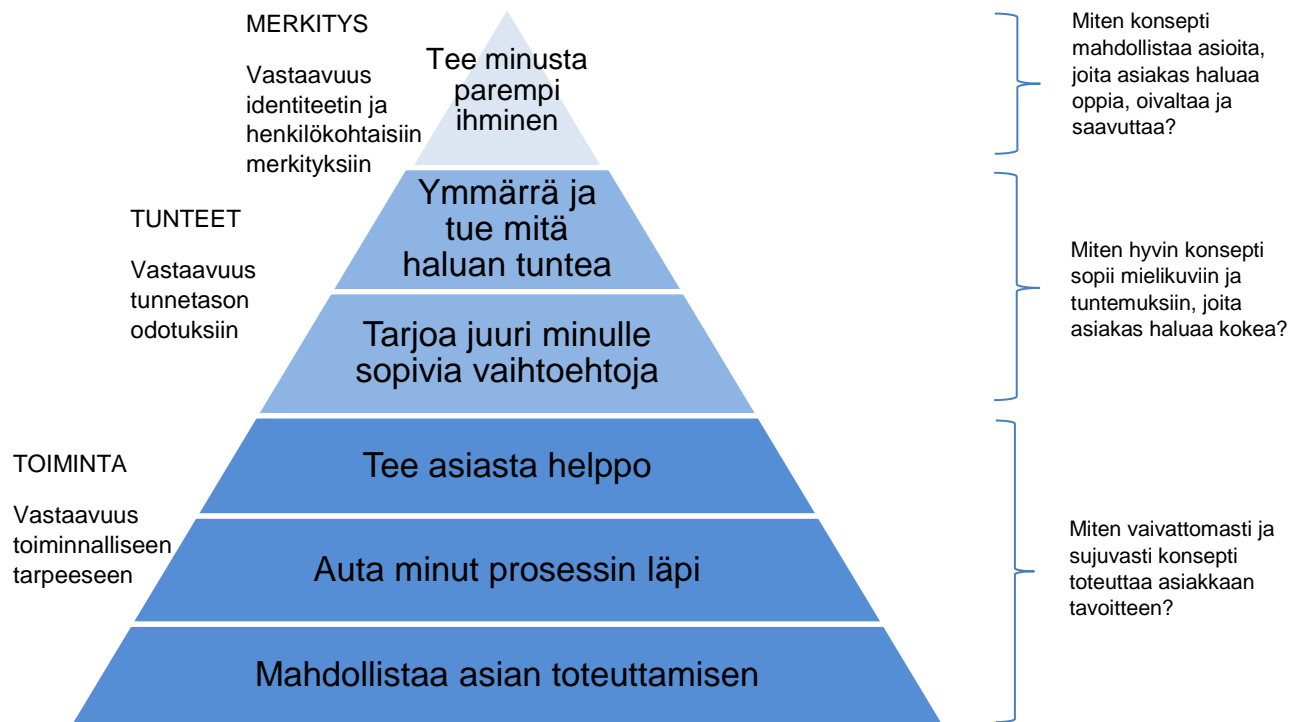 MERKITYS
Vastaavuus
identiteetin ja
henkilökohtaisiin
merkityksiin
Tee minusta
parempi
ihminen
Miten konsepti
mahdollistaa asioita,
joita asiakas haluaa
oppia, oivaltaa ja
saavuttaa?
TUNTEET
Vastaavuus
tunnetason
odotuksiin
Ymmärrä ja
tue mitä
haluan tuntea
Tarjoa juuri minulle
sopivia vaihtoehtoja
Miten hyvin konsepti
sopii mielikuviin ja
tuntemuksiin, joita
asiakas haluaa kokea?
TOIMINTA
Vastaavuus
toiminnalliseen
tarpeeseen
Tee asiasta helppo
Auta minut prosessin läpi
Mahdollistaa asian toteuttamisen
Miten vaivattomasti ja
sujuvasti konsepti
toteuttaa asiakkaan
tavoitteen?